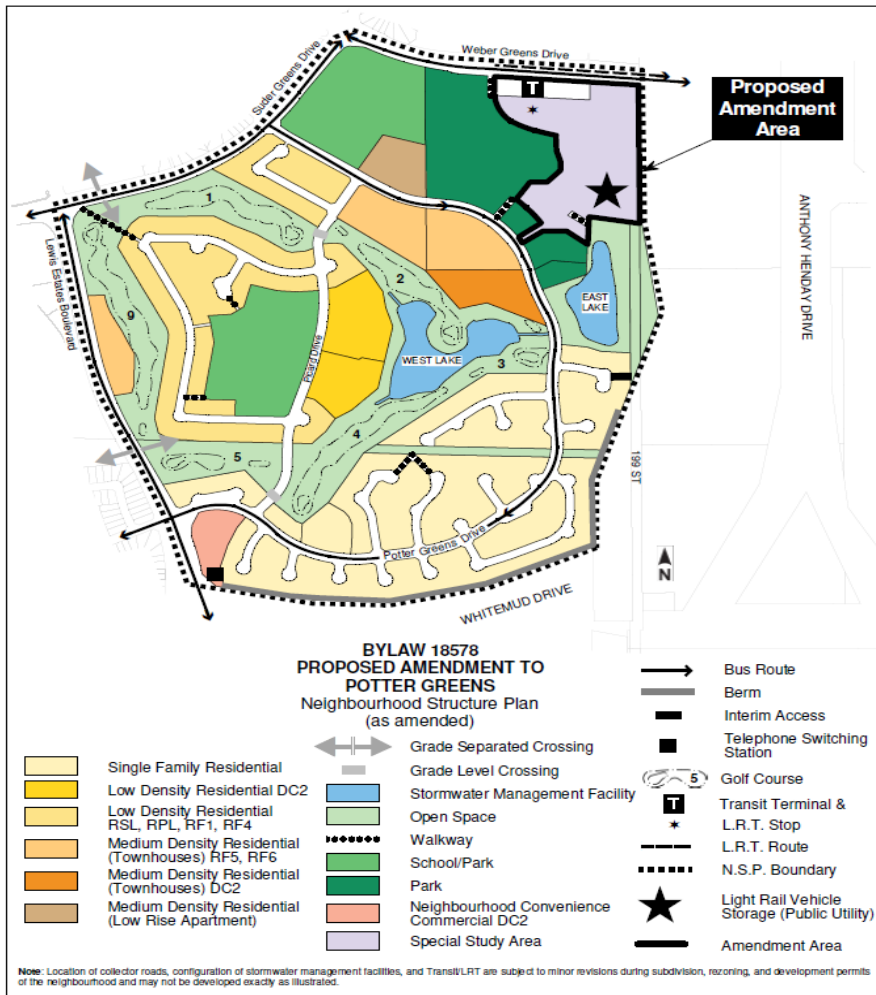 Weber Greens Drive
Suder Greens Drive
T
Proposed
Amendment
Area
1
ANTHONY HENDAY DRIVE
Lewis Estates Boulevard
2
EAST
LAKE
9
Picard Drive
WEST LAKE
3
4
5
199 ST
Potter Greens Drive
N
WHITEMUD DRIVE
BYLAW 18578
PROPOSED AMENDMENT TO
POTTER GREENS
Neighbourhood Structure Plan
(as amended)
Single Family Residential
Low Density Residential DC2
Low Density Residential
RSL, RPL, RF1, RF4
Medium Density Residential
(Townhouses) RF5, RF6
Medium Density Residential
(Townhouses) DC2
Medium Density Residential
(Low Rise Apartment)
Grade Separated Crossing
Grade Level Crossing
Stormwater Management Facility
Open Space
Walkway
School/Park
Park
Neighbourhood Convenience
Commercial DC2
Special Study Area
Bus Route
Berm
Interim Access
Telephone Switching
Station
5
Golf Course
T
Transit Terminal &
L.R.T. Stop
L.R.T. Route
N.S.P. Boundary
Light Rail Vehicle
Storage (Public Utility)
Amendment Area
Note: Location of collector roads, configuration of stormwater management facilities, and Transit/LRT are subject to minor revisions during subdivision, rezoning, and development permits
of the neighbourhood and may not be developed exactly as illustrated.